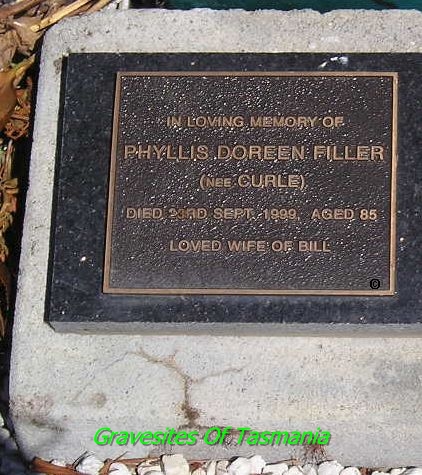 IN LOVING MEMORY OF
PHYLLIS DOREEN FILLER
(NEE CURLE)
DIED 23RD SEPT. 1999, AGED 85
LOVED WIFE OF BILL
©
Gravesites Of Tasmania